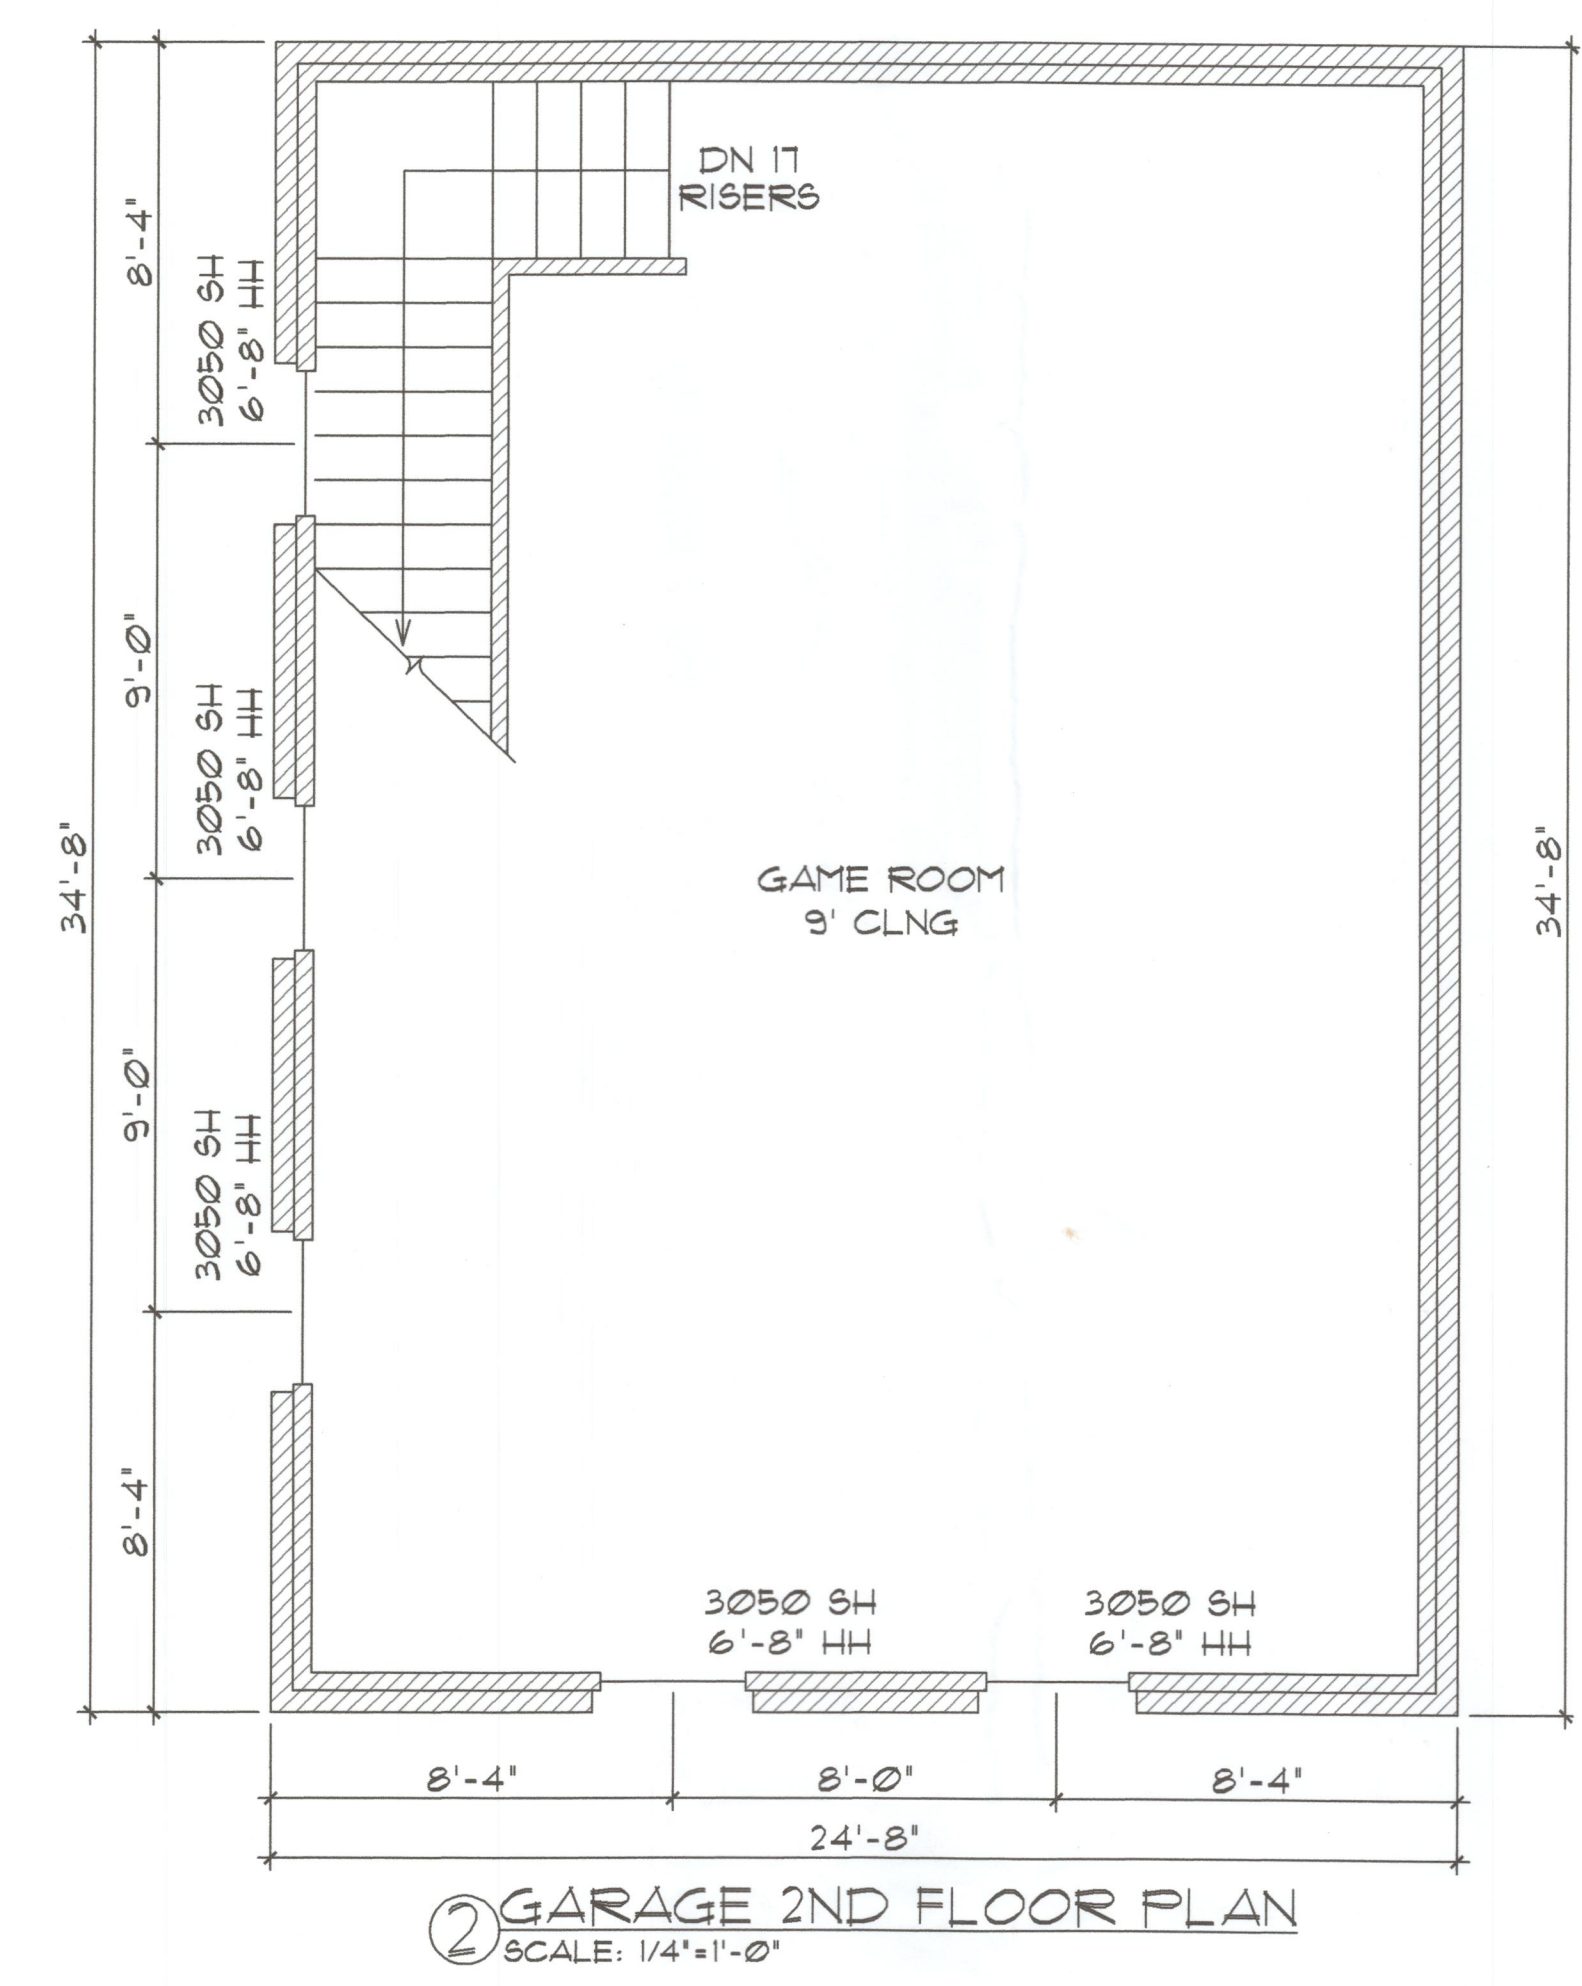 DN 17
RISERS
8'-4"
3050 SH
6'-8" HH
9'-0"
3050 SH
6'-8" HH
34'-8"
34'-8"
GAME ROOM
9' CLNG
9'-0"
3050 SH
6'-8" HH
8'-4"
3050 SH
6'-8" HH
3050 SH
6'-8" HH
8'-4"
8'-0"
8'-4"
24'-8"
2 GARAGE 2ND FLOOR PLAN
SCALE: 1/4"=1'-0"